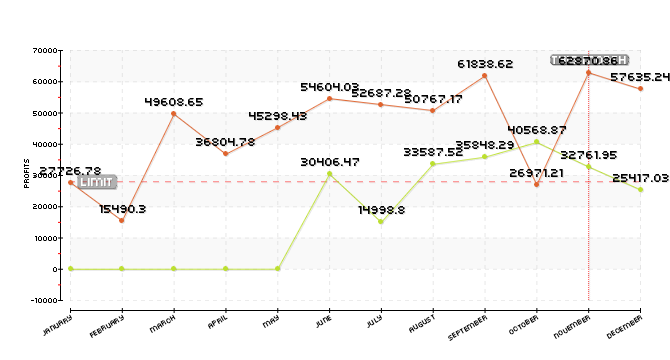 70000
60000
50000
40000
30000
20000
10000
0
-10000
PROFITS
LIMIT
27726.78
15490.3
49608.65
36804.78
45298.43
54604.03
52687.28
50767.17
61838.62
26971.21
62870.86
57635.24
30406.47
14998.8
33587.52
35848.29
40568.87
32761.95
25417.03
JANUARY
FEBRUARY
MARCH
APRIL
MAY
JUNE
JULY
AUGUST
SEPTEMBER
OCTOBER
NOVEMBER
DECEMBER